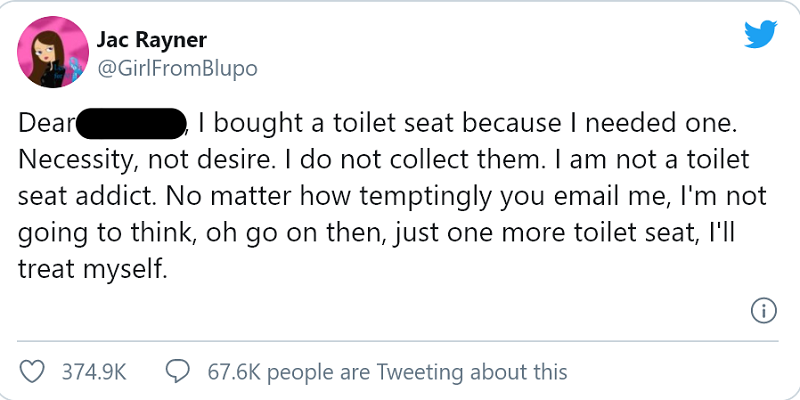 Jac Rayner
@GirlFromBlupo
Dear , I bought a toilet seat because I needed one.
Necessity, not desire. I do not collect them. I am not a toilet
seat addict. No matter how temptingly you email me, I'm not
going to think, oh go on then, just one more toilet seat, I'll
treat myself.
374.9K 67.6K people are Tweeting about this